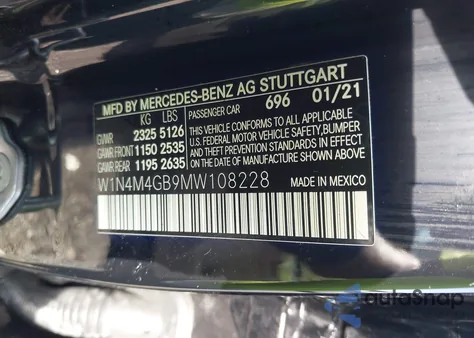 MFD BY MERCEDES-BENZ AG STUTTGART
KG LBS PASSENGER CAR 696 01/21
GVWR 2325 5126
GAWR FRONT 1150 2535
GAWR REAR 1195 2635
THIS VEHICLE CONFORMS TO ALL APPLICABLE
U.S. FEDERAL MOTOR VEHICLE SAFETY,BUMPER
AND THEFT PREVENTION STANDARDS IN
EFFECT ON THE DATE OF
MANUFACTURE SHOWN ABOVE.
W1N4M4GB9MW108228 MADE IN MEXICO
autoSnap